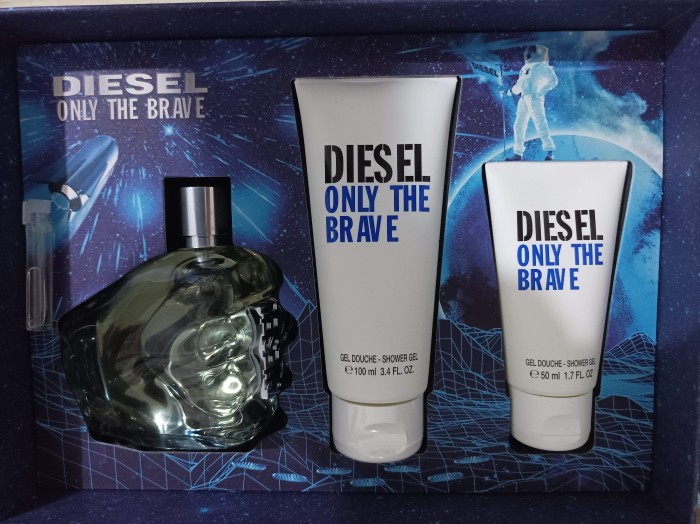 DIESEL
ONLY THE BRAVE
DIESEL
ONLY THE
BRAVE
GEL DOUCHE - SHOWER GEL
℮ 100 ml 3.4 FL. OZ.
DIESEL
DIESEL
ONLY THE
BRAVE
GEL DOUCHE - SHOWER GEL
℮ 50 ml 1.7 FL. OZ